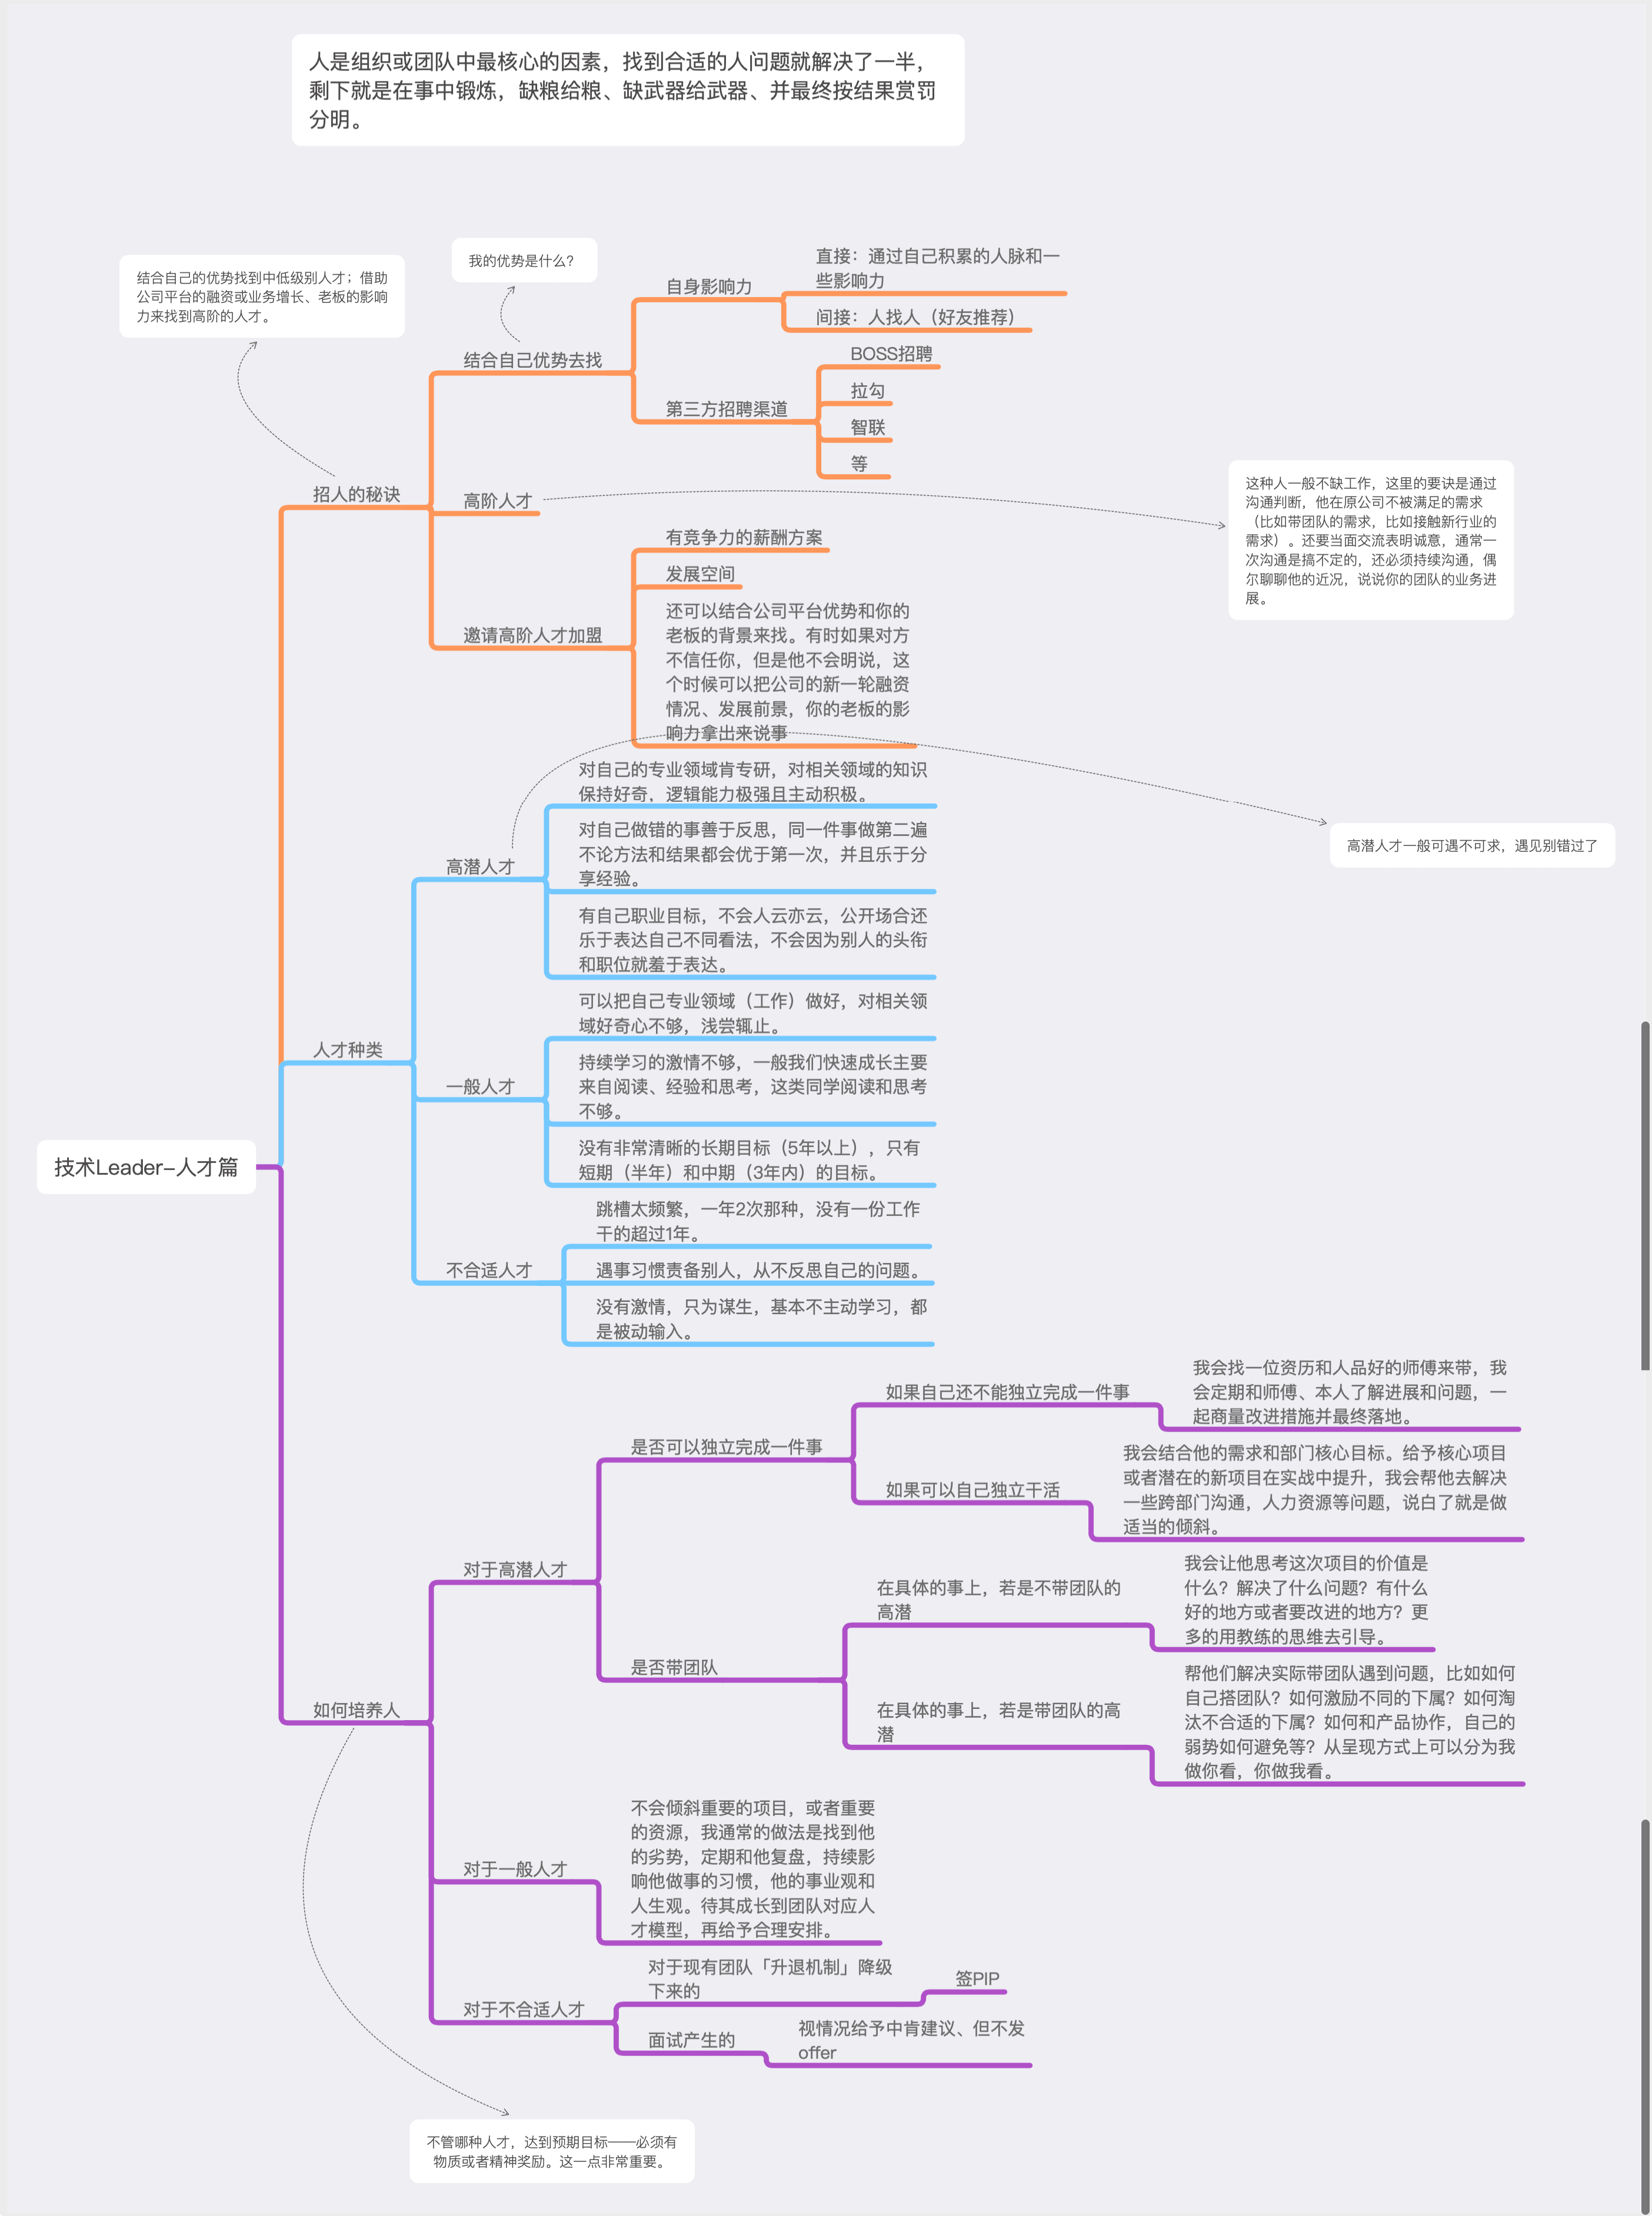 人是组织或团队中最核心的因素，找到合适的人问题就解决了一半，
剩下就是在事中锻炼，缺粮给粮、缺武器给武器、并最终按结果赏罚
分明。
结合自己的优势找到中低级别人才；借助
公司平台的融资或业务增长、老板的影响
力来找到高阶的人才。
我的优势是什么？
技术Leader-人才篇
招人的秘诀
结合自己优势去找
自身影响力
直接：通过自己积累的人脉和一
些影响力
间接：人找人（好友推荐）
第三方招聘渠道
BOSS招聘
拉勾
智联
等
高阶人才
这种人一般不缺工作，这里的要诀是通过
沟通判断，他在原公司不被满足的需求
（比如带团队的需求，比如接触新行业的
需求）。还要当面交流表明诚意，通常一
次沟通是搞不定的，还必须持续沟通，偶
尔聊聊他的近况，说说你的团队的业务进
展。
邀请高阶人才加盟
有竞争力的薪酬方案
发展空间
还可以结合公司平台优势和你的
老板的背景来找。有时如果对方
不信任你，但是他不会明说，这
个时候可以把公司的新一轮融资
情况、发展前景，你的老板的影
响力拿出来说事
人才种类
高潜人才
对自己的专业领域肯专研，对相关领域的知识
保持好奇，逻辑能力极强且主动积极。
对自己做错的事善于反思，同一件事做第二遍
不论方法和结果都会优于第一次，并且乐于分
享经验。
有自己职业目标，不会人云亦云，公开场合还
乐于表达自己不同看法，不会因为别人的头衔
和职位就羞于表达。
高潜人才一般可遇不可求，遇见别错过了
一般人才
可以把自己专业领域（工作）做好，对相关领
域好奇心不够，浅尝辄止。
持续学习的激情不够，一般我们快速成长主要
来自阅读、经验和思考，这类同学阅读和思考
不够。
没有非常清晰的长期目标（5年以上），只有
短期（半年）和中期（3年内）的目标。
不合适人才
跳槽太频繁，一年2次那种，没有一份工作
干的超过1年。
遇事习惯责备别人，从不反思自己的问题。
没有激情，只为谋生，基本不主动学习，都
是被动输入。
如何培养人
对于高潜人才
是否可以独立完成一件事
如果自己还不能独立完成一件事
我会找一位资历和人品好的师傅来带，我
会定期和师傅、本人了解进展和问题，一
起商量改进措施并最终落地。
如果可以自己独立干活
我会结合他的需求和部门核心目标。给予核心项目
或者潜在的新项目在实战中提升，我会帮他去解决
一些跨部门沟通，人力资源等问题，说白了就是做
适当的倾斜。
是否带团队
在具体的事上，若是不带团队的
高潜
我会让他思考这次项目的价值是
什么？解决了什么问题？有什么
好的地方或者要改进的地方？更
多的用教练的思维去引导。
在具体的事上，若是带团队的高
潜
帮他们解决实际带团队遇到问题，比如如何
自己搭团队？如何激励不同的下属？如何淘
汰不合适的下属？如何和产品协作，自己的
弱势如何避免等？从呈现方式上可以分为我
做你看，你做我看。
对于一般人才
不会倾斜重要的项目，或者重要
的资源，我通常的做法是找到他
的劣势，定期和他复盘，持续影
响他做事的习惯，他的事业观和
人生观。待其成长到团队对应人
才模型，再给予合理安排。
对于不合适人才
对于现有团队「升退机制」降级
下来的
签PIP
面试产生的
视情况给予中肯建议、但不发
offer
不管哪种人才，达到预期目标——必须有
物质或者精神奖励。这一点非常重要。